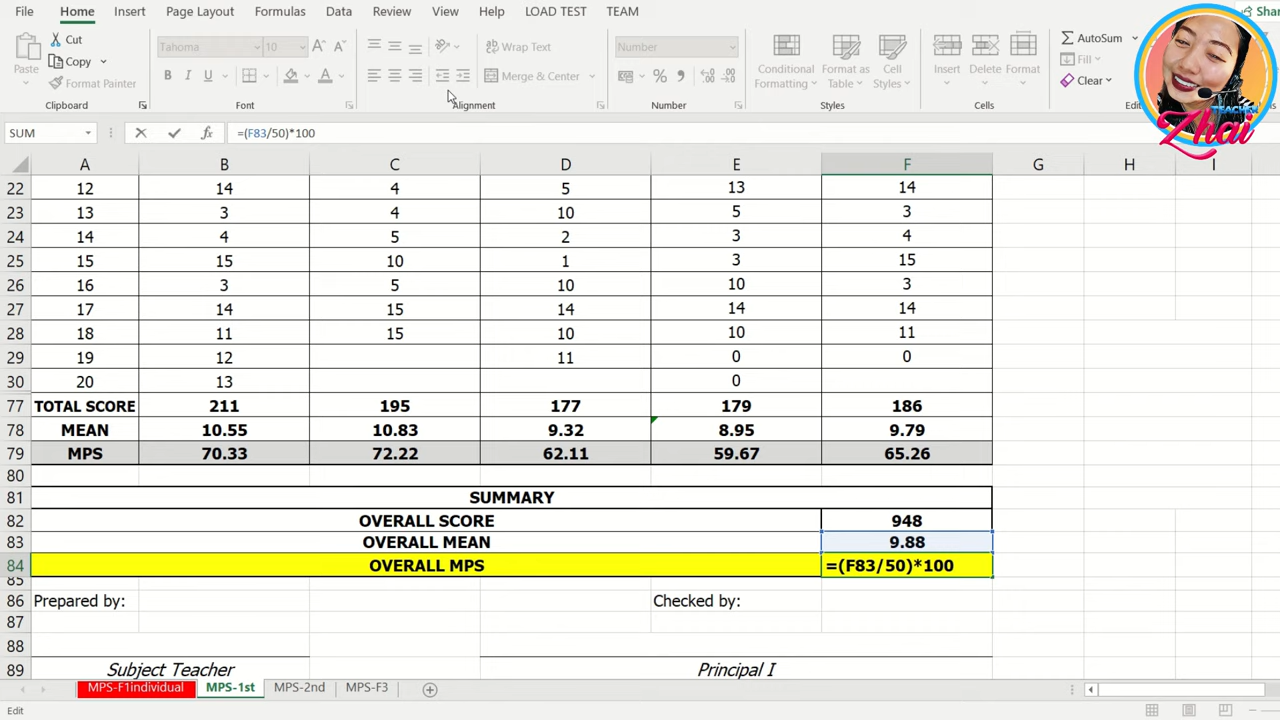 File Home Insert Page Layout Formulas Data Review View Help LOAD TEST TEAM
Cut
Copy
Format Painter
Paste
Clipboard
Tahoma 10
B I U
Font
Wrap Text
Merge & Center
Alignment
Number
Number
Conditional Formatting
Format as Table
Cell Styles
Styles
Insert Delete Format
Cells
AutoSum
Fill
Clear
TEACHER
Zhai
SUM fx =(F83/50)*100
A B C D E F G H I
22 12 14 4 5 13 14
23 13 3 4 10 5 3
24 14 4 5 2 3 4
25 15 15 10 1 3 15
26 16 3 5 10 10 3
27 17 14 15 14 14 14
28 18 11 15 10 10 11
29 19 12 11 0 0
30 20 13 0
77 TOTAL SCORE 211 195 177 179 186
78 MEAN 10.55 10.83 9.32 8.95 9.79
79 MPS 70.33 72.22 62.11 59.67 65.26
80
81 SUMMARY
82 OVERALL SCORE 948
83 OVERALL MEAN 9.88
84 OVERALL MPS =(F83/50)*100
85
86 Prepared by: Checked by:
87
88
89 Subject Teacher Principal I
MPS-F1individual MPS-1st MPS-2nd MPS-F3
Edit